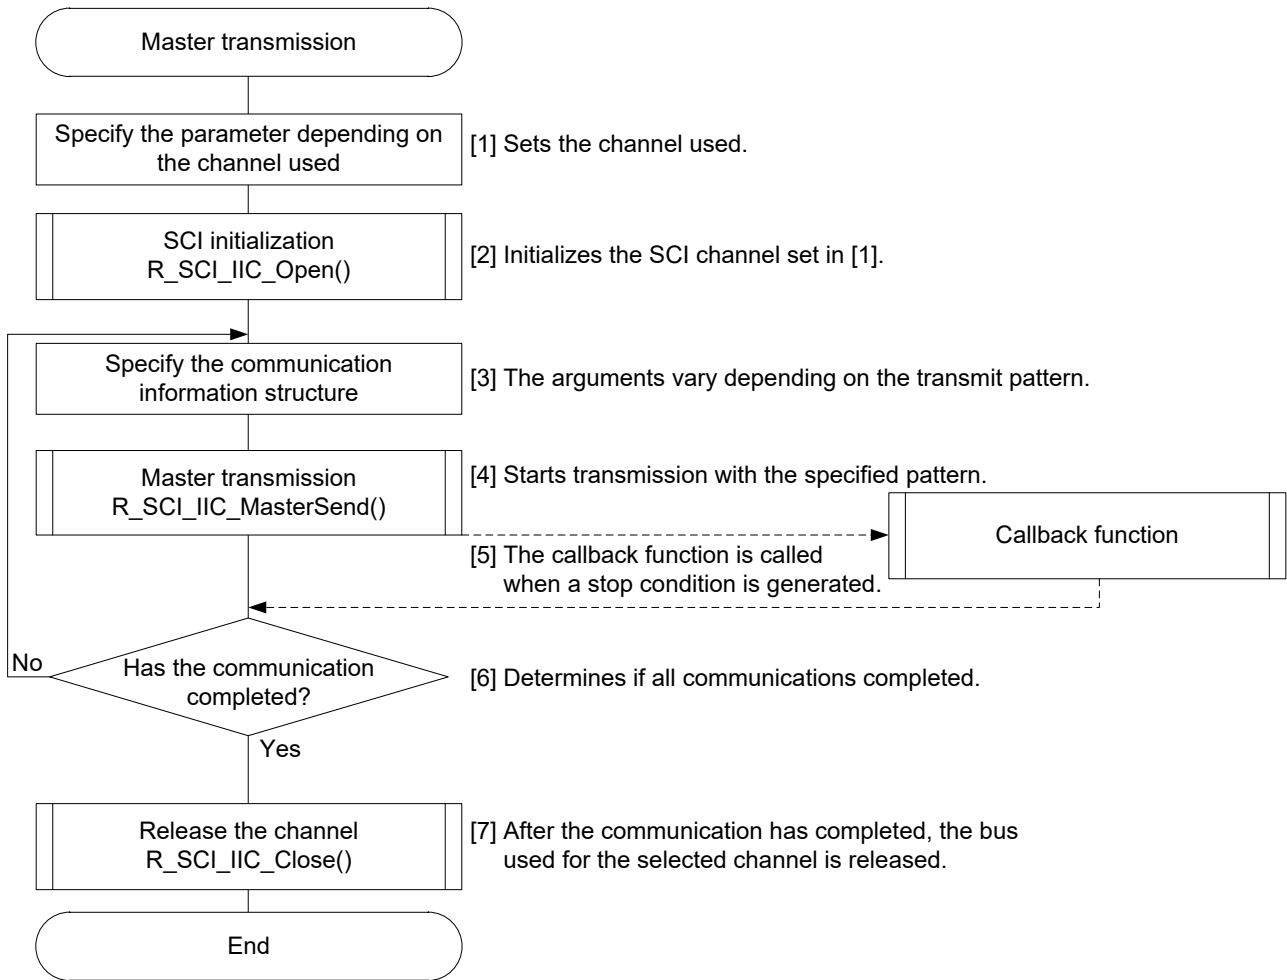 Master transmission
Specify the parameter depending on
the channel used
[1] Sets the channel used.
SCI initialization
R_SCI_IIC_Open()
[2] Initializes the SCI channel set in [1].
Specify the communication
information structure
[3] The arguments vary depending on the transmit pattern.
Master transmission
R_SCI_IIC_MasterSend()
[4] Starts transmission with the specified pattern.
Callback function
[5] The callback function is called
when a stop condition is generated.
No
Has the communication
completed?
[6] Determines if all communications completed.
Yes
Release the channel
R_SCI_IIC_Close()
[7] After the communication has completed, the bus
used for the selected channel is released.
End